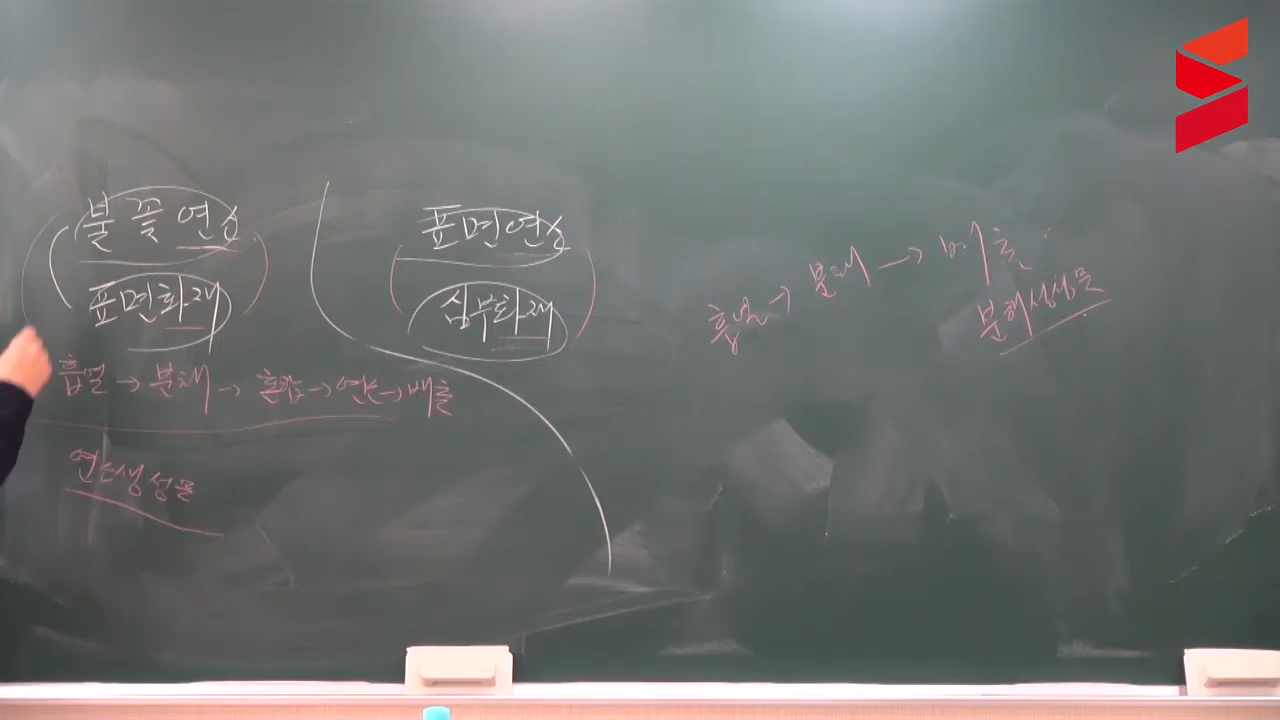 불꽃연소
표면화재
흡열 → 분해 → 혼합 → 연소 → 배출
연소생성물
표면연소
심부화재
흡열 → 분해 → 배출
분해생성물